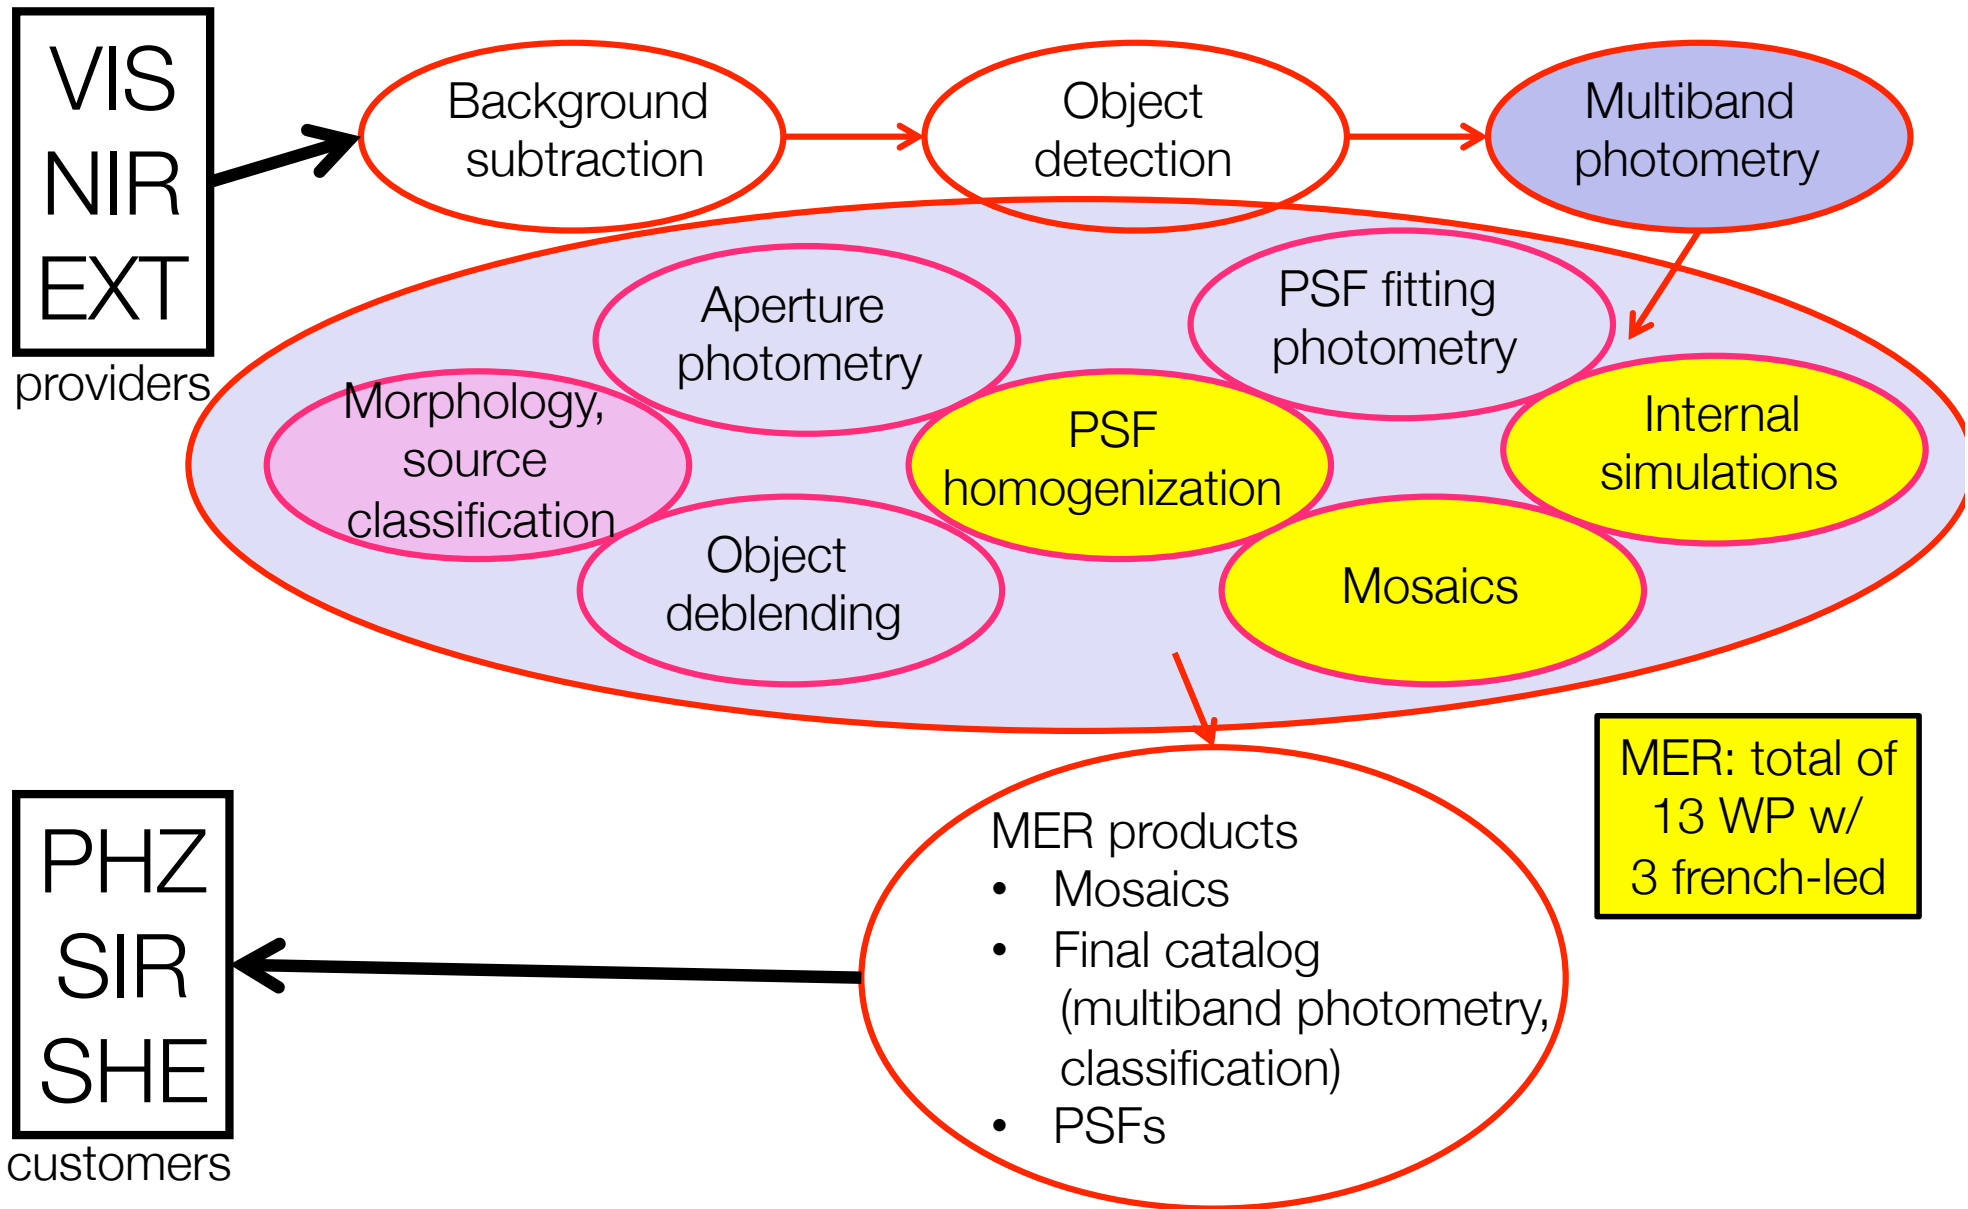 VIS
NIR
EXT
providers
Background
subtraction
Object
detection
Multiband
photometry
Aperture
photometry
PSF fitting
photometry
Morphology,
source
classification
PSF
homogenization
Internal
simulations
Object
deblending
Mosaics
MER: total of
13 WP w/
3 french-led
MER products
• Mosaics
• Final catalog
(multiband photometry,
classification)
• PSFs
PHZ
SIR
SHE
customers